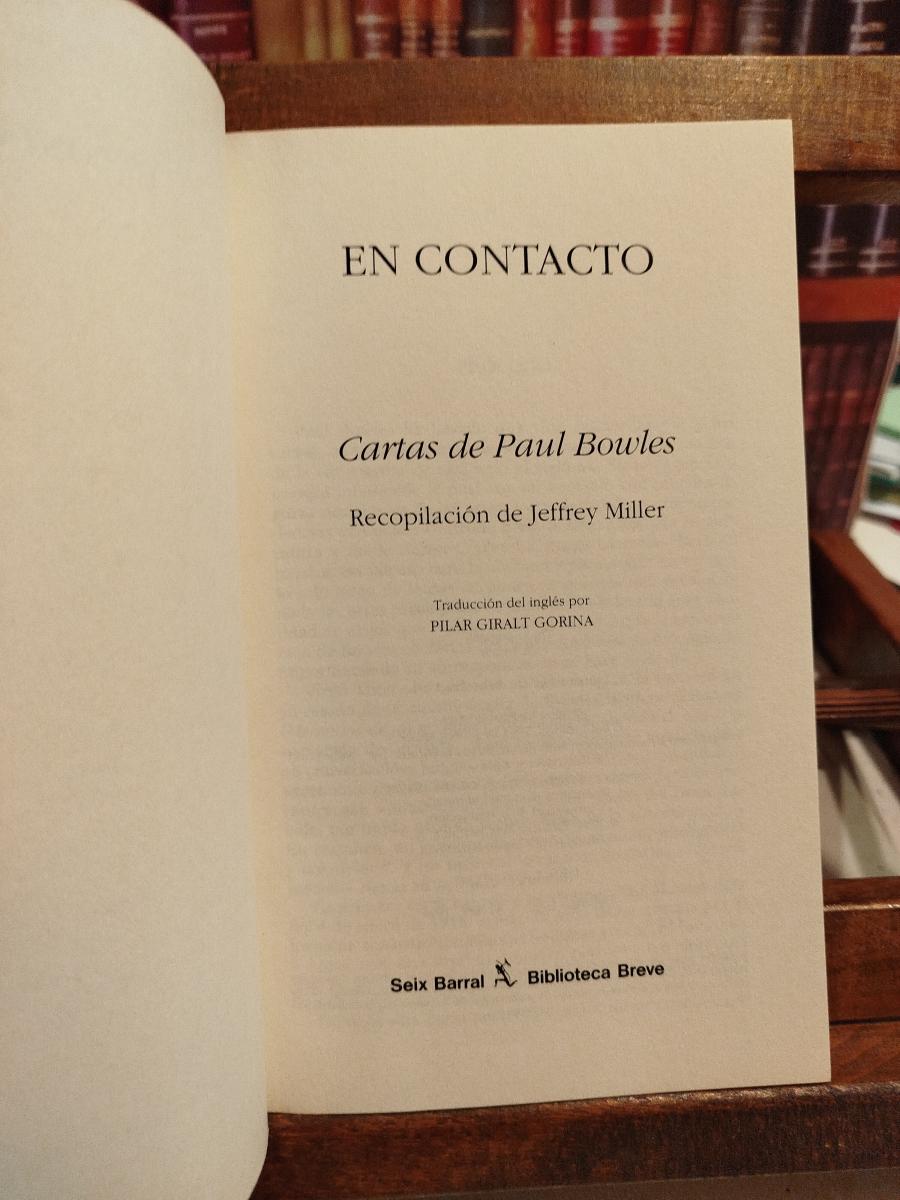 EN CONTACTO
Cartas de Paul Bowles
Recopilación de Jeffrey Miller
Traducción del inglés por
PILAR GIRALT GORINA
Seix Barral Biblioteca Breve